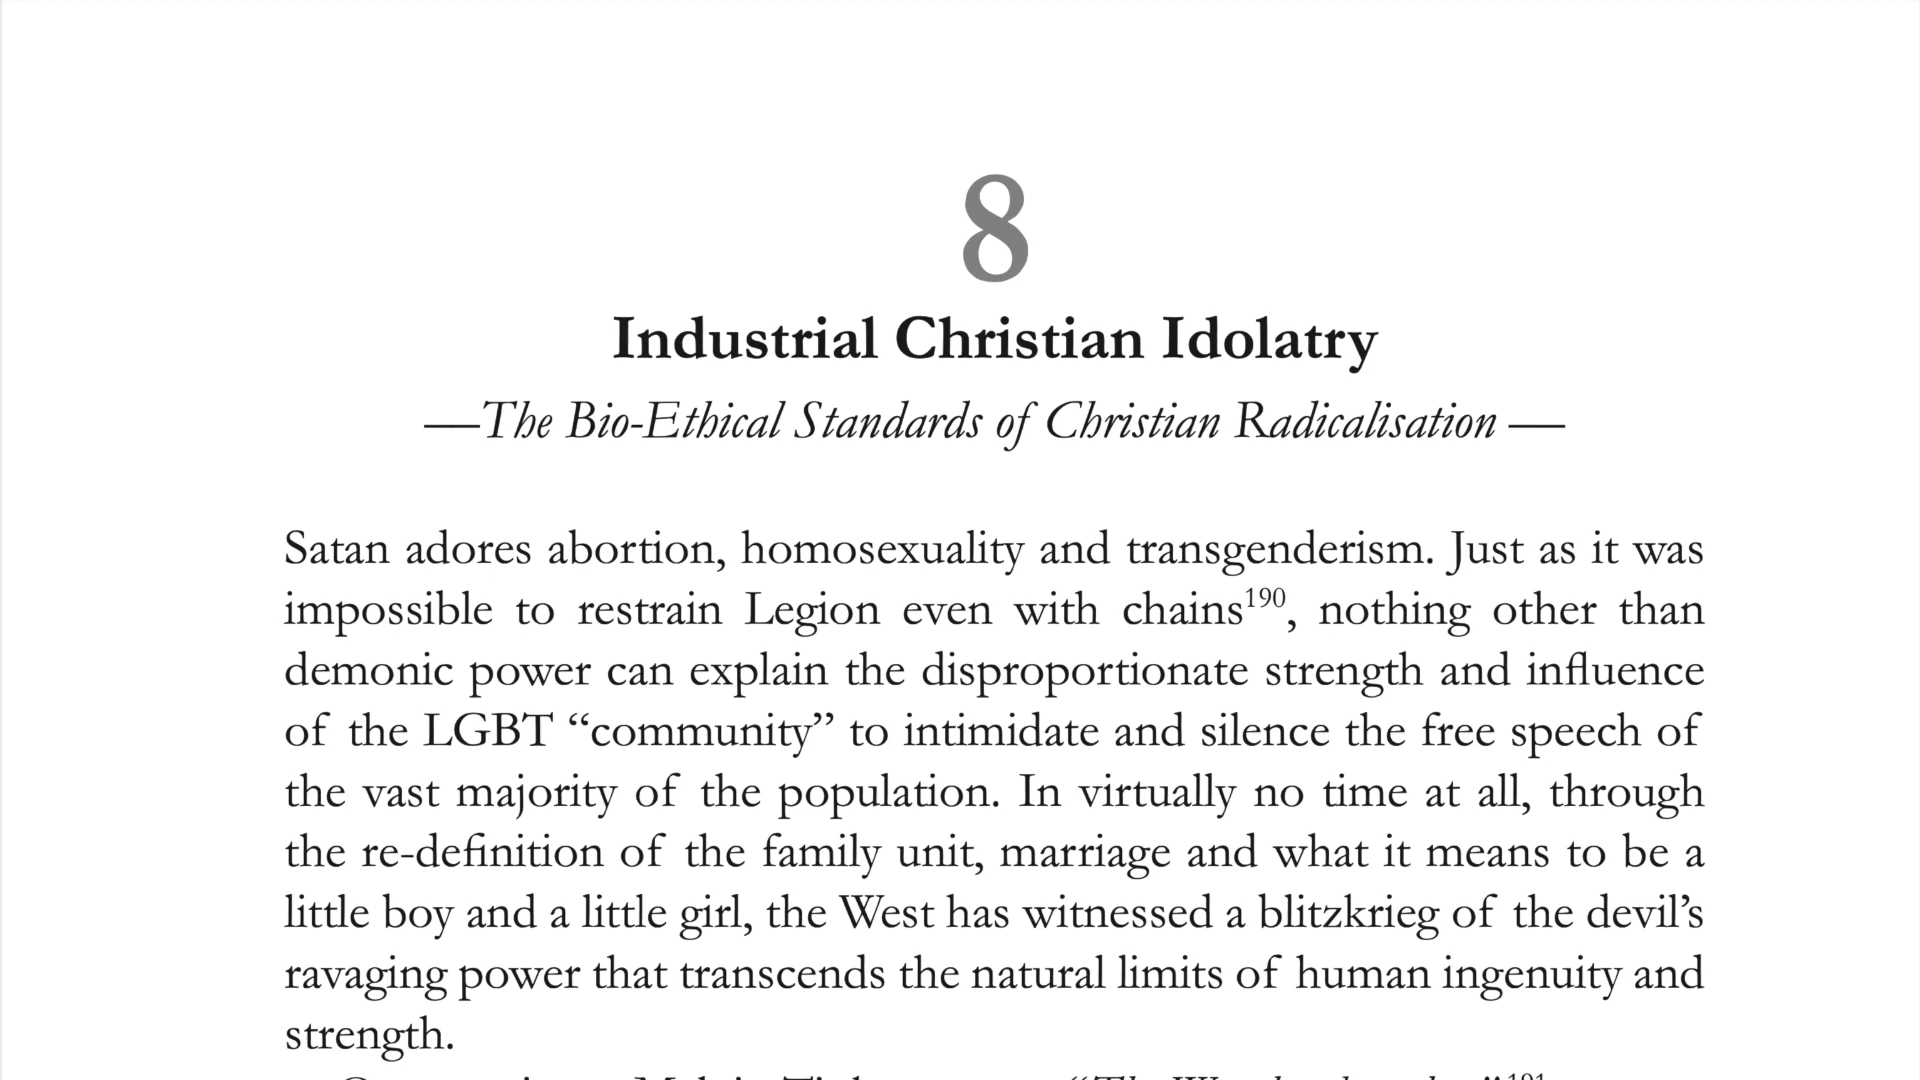 8
Industrial Christian Idolatry
—The Bio-Ethical Standards of Christian Radicalisation —
Satan adores abortion, homosexuality and transgenderism. Just as it was
impossible to restrain Legion even with chains190, nothing other than
demonic power can explain the disproportionate strength and influence
of the LGBT “community” to intimidate and silence the free speech of
the vast majority of the population. In virtually no time at all, through
the re-definition of the family unit, marriage and what it means to be a
little boy and a little girl, the West has witnessed a blitzkrieg of the devil’s
ravaging power that transcends the natural limits of human ingenuity and
strength.